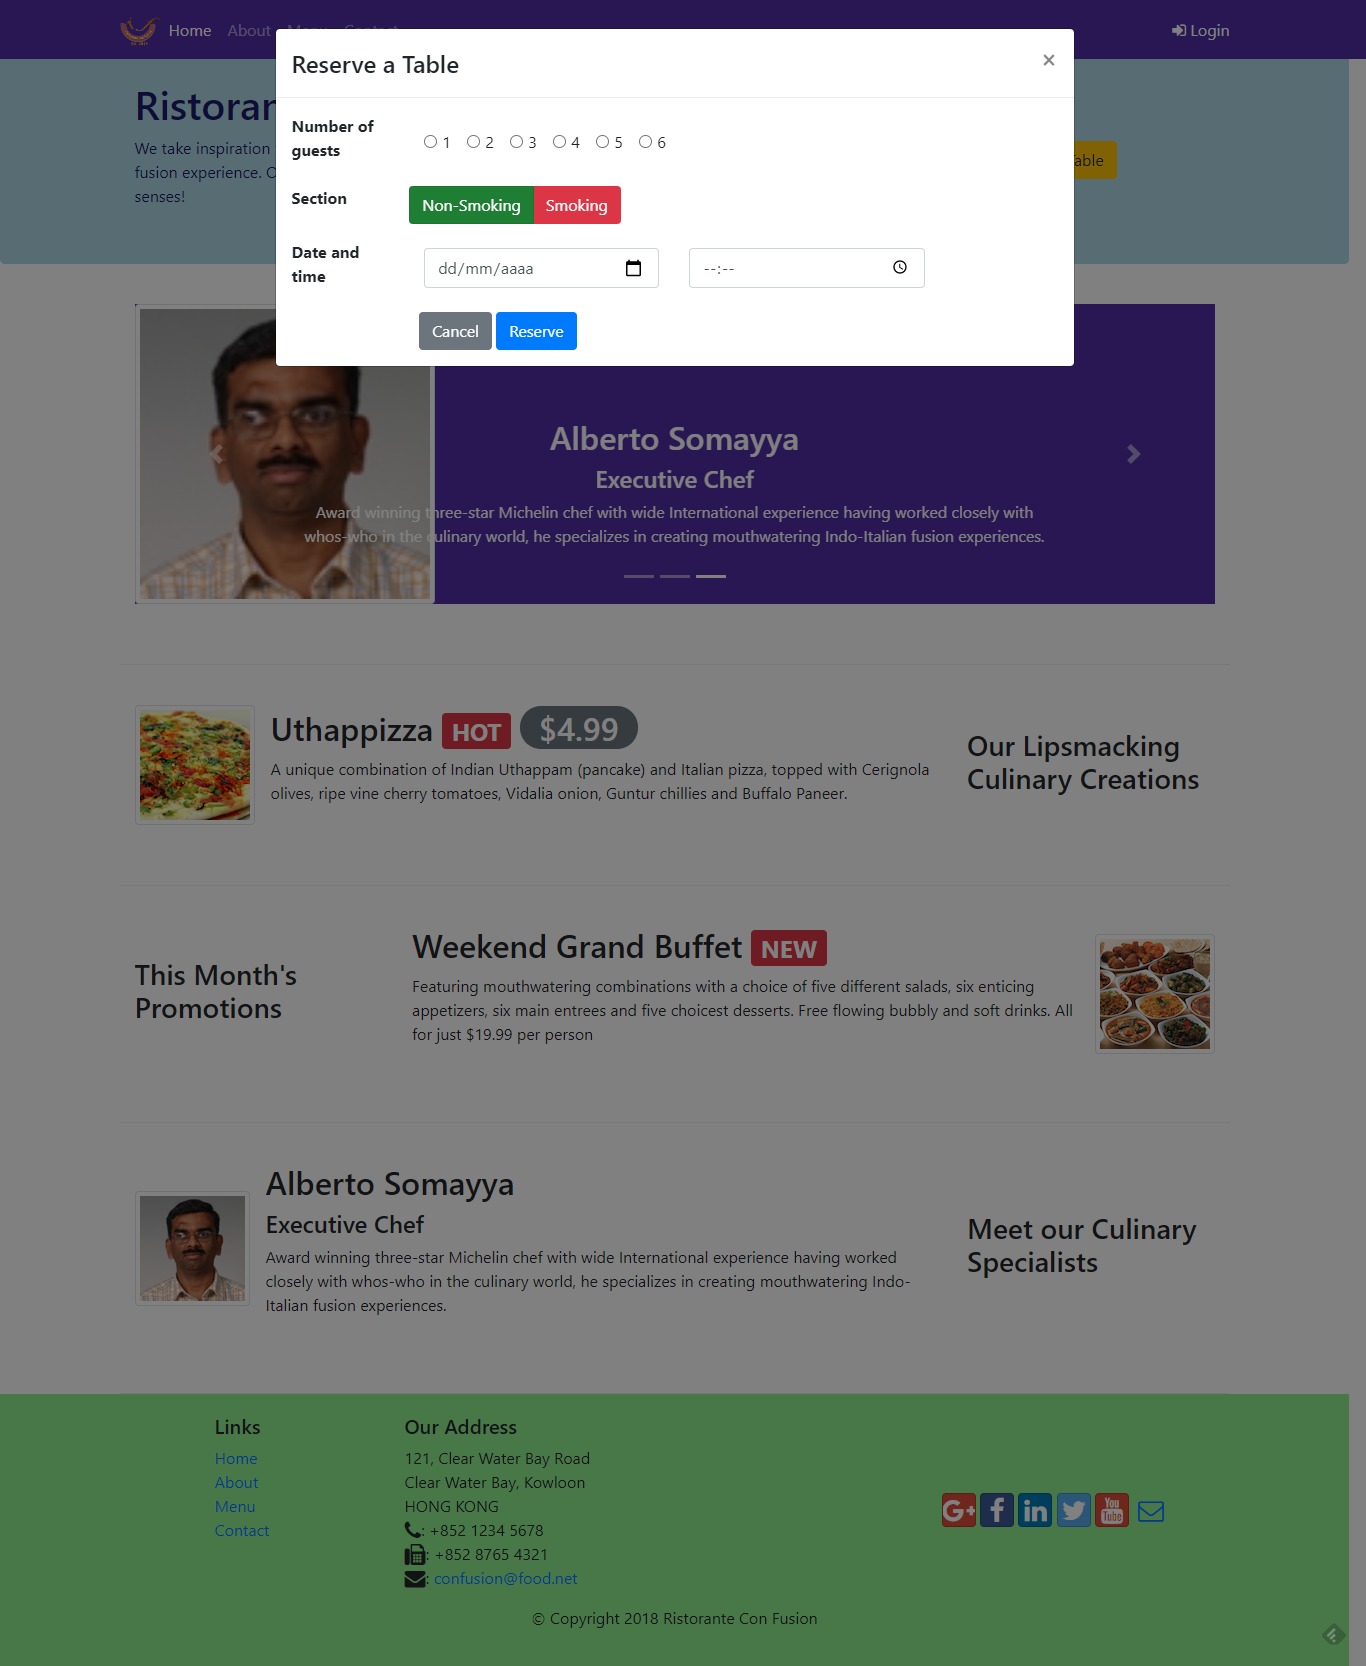 Home About Login
Reserve a Table
×
Ristoran
We take inspiration
fusion experience. O
senses!
Table
Number of
guests
1 2 3 4 5 6
Section
Non-Smoking Smoking
Date and
time
dd/mm/aaaa
--:--
Cancel Reserve
Alberto Somayya
Executive Chef
Award winning three-star Michelin chef with wide International experience having worked closely with
whos-who in the culinary world, he specializes in creating mouthwatering Indo-Italian fusion experiences.
Uthappizza HOT $4.99
A unique combination of Indian Uthappam (pancake) and Italian pizza, topped with Cerignola
olives, ripe vine cherry tomatoes, Vidalia onion, Guntur chillies and Buffalo Paneer.
Our Lipsmacking
Culinary Creations
This Month's
Promotions
Weekend Grand Buffet NEW
Featuring mouthwatering combinations with a choice of five different salads, six enticing
appetizers, six main entrees and five choicest desserts. Free flowing bubbly and soft drinks. All
for just $19.99 per person
Alberto Somayya
Executive Chef
Award winning three-star Michelin chef with wide International experience having worked
closely with whos-who in the culinary world, he specializes in creating mouthwatering Indo-
Italian fusion experiences.
Meet our Culinary
Specialists
Links
Home
About
Menu
Contact
Our Address
121, Clear Water Bay Road
Clear Water Bay, Kowloon
HONG KONG
: +852 1234 5678
: +852 8765 4321
: confusion@food.net
G+ f in You Tube
© Copyright 2018 Ristorante Con Fusion